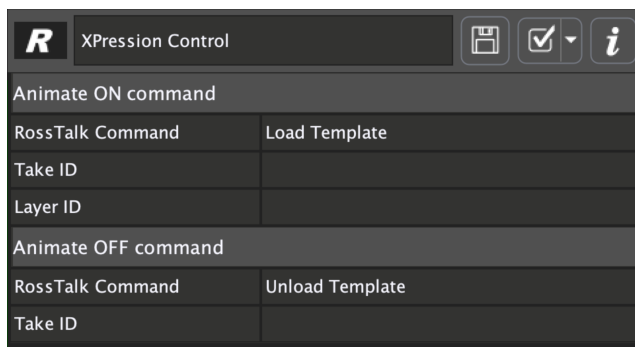 R XPression Control i
Animate ON command
RossTalk Command Load Template
Take ID
Layer ID
Animate OFF command
RossTalk Command Unload Template
Take ID